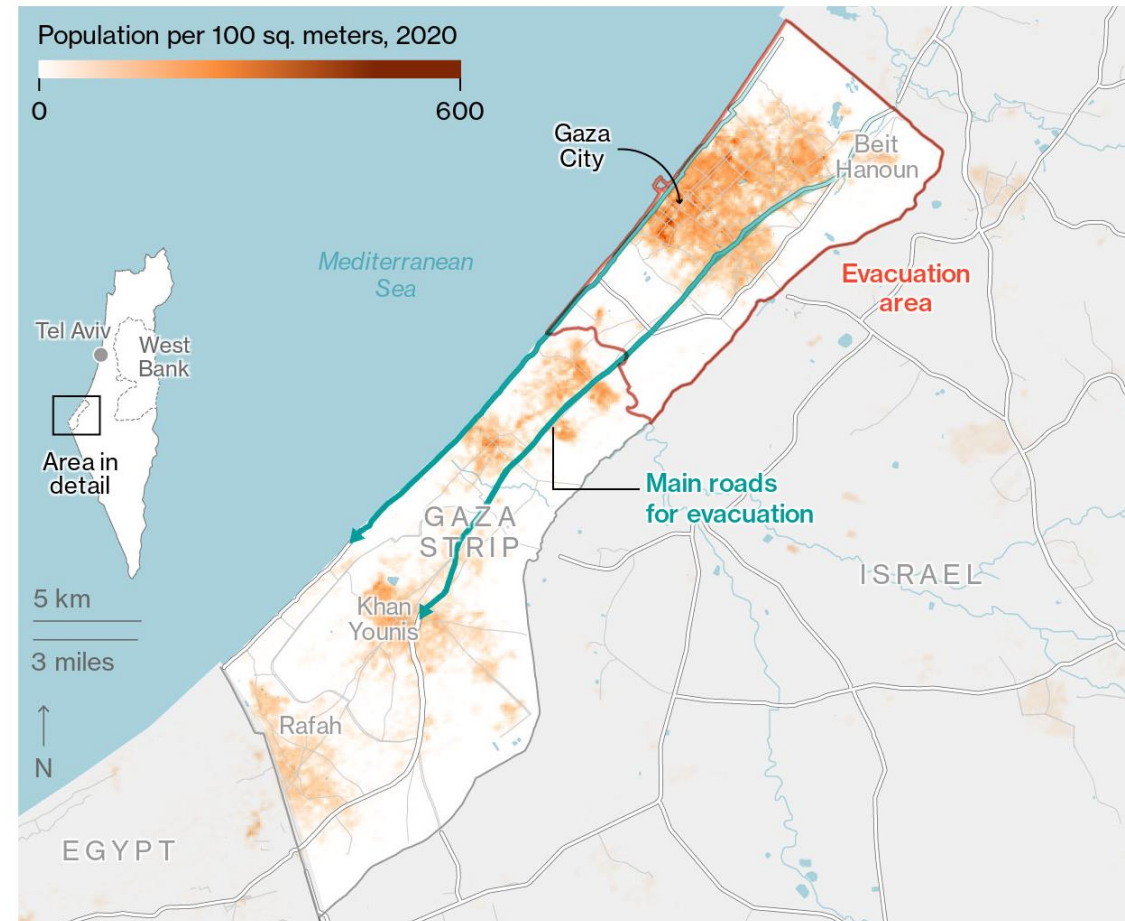 Population per 100 sq. meters, 2020
0
600
Gaza
City
Beit
Hanoun
Mediterranean
Sea
Evacuation
area
Tel Aviv
West
Bank
Area in
detail
Main roads
for evacuation
GAZA
STRIP
ISRAEL
5 km
3 miles
Khan
Younis
Rafah
N
EGYPT